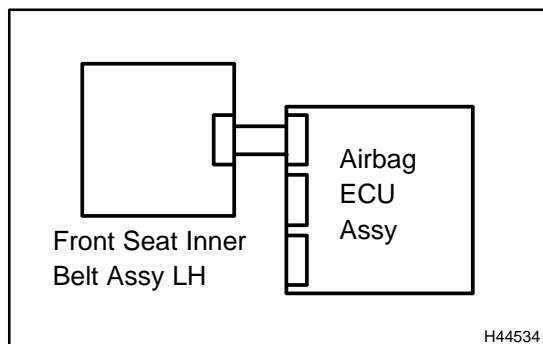 Airbag
ECU
Assy
Front Seat Inner
Belt Assy LH
H44534